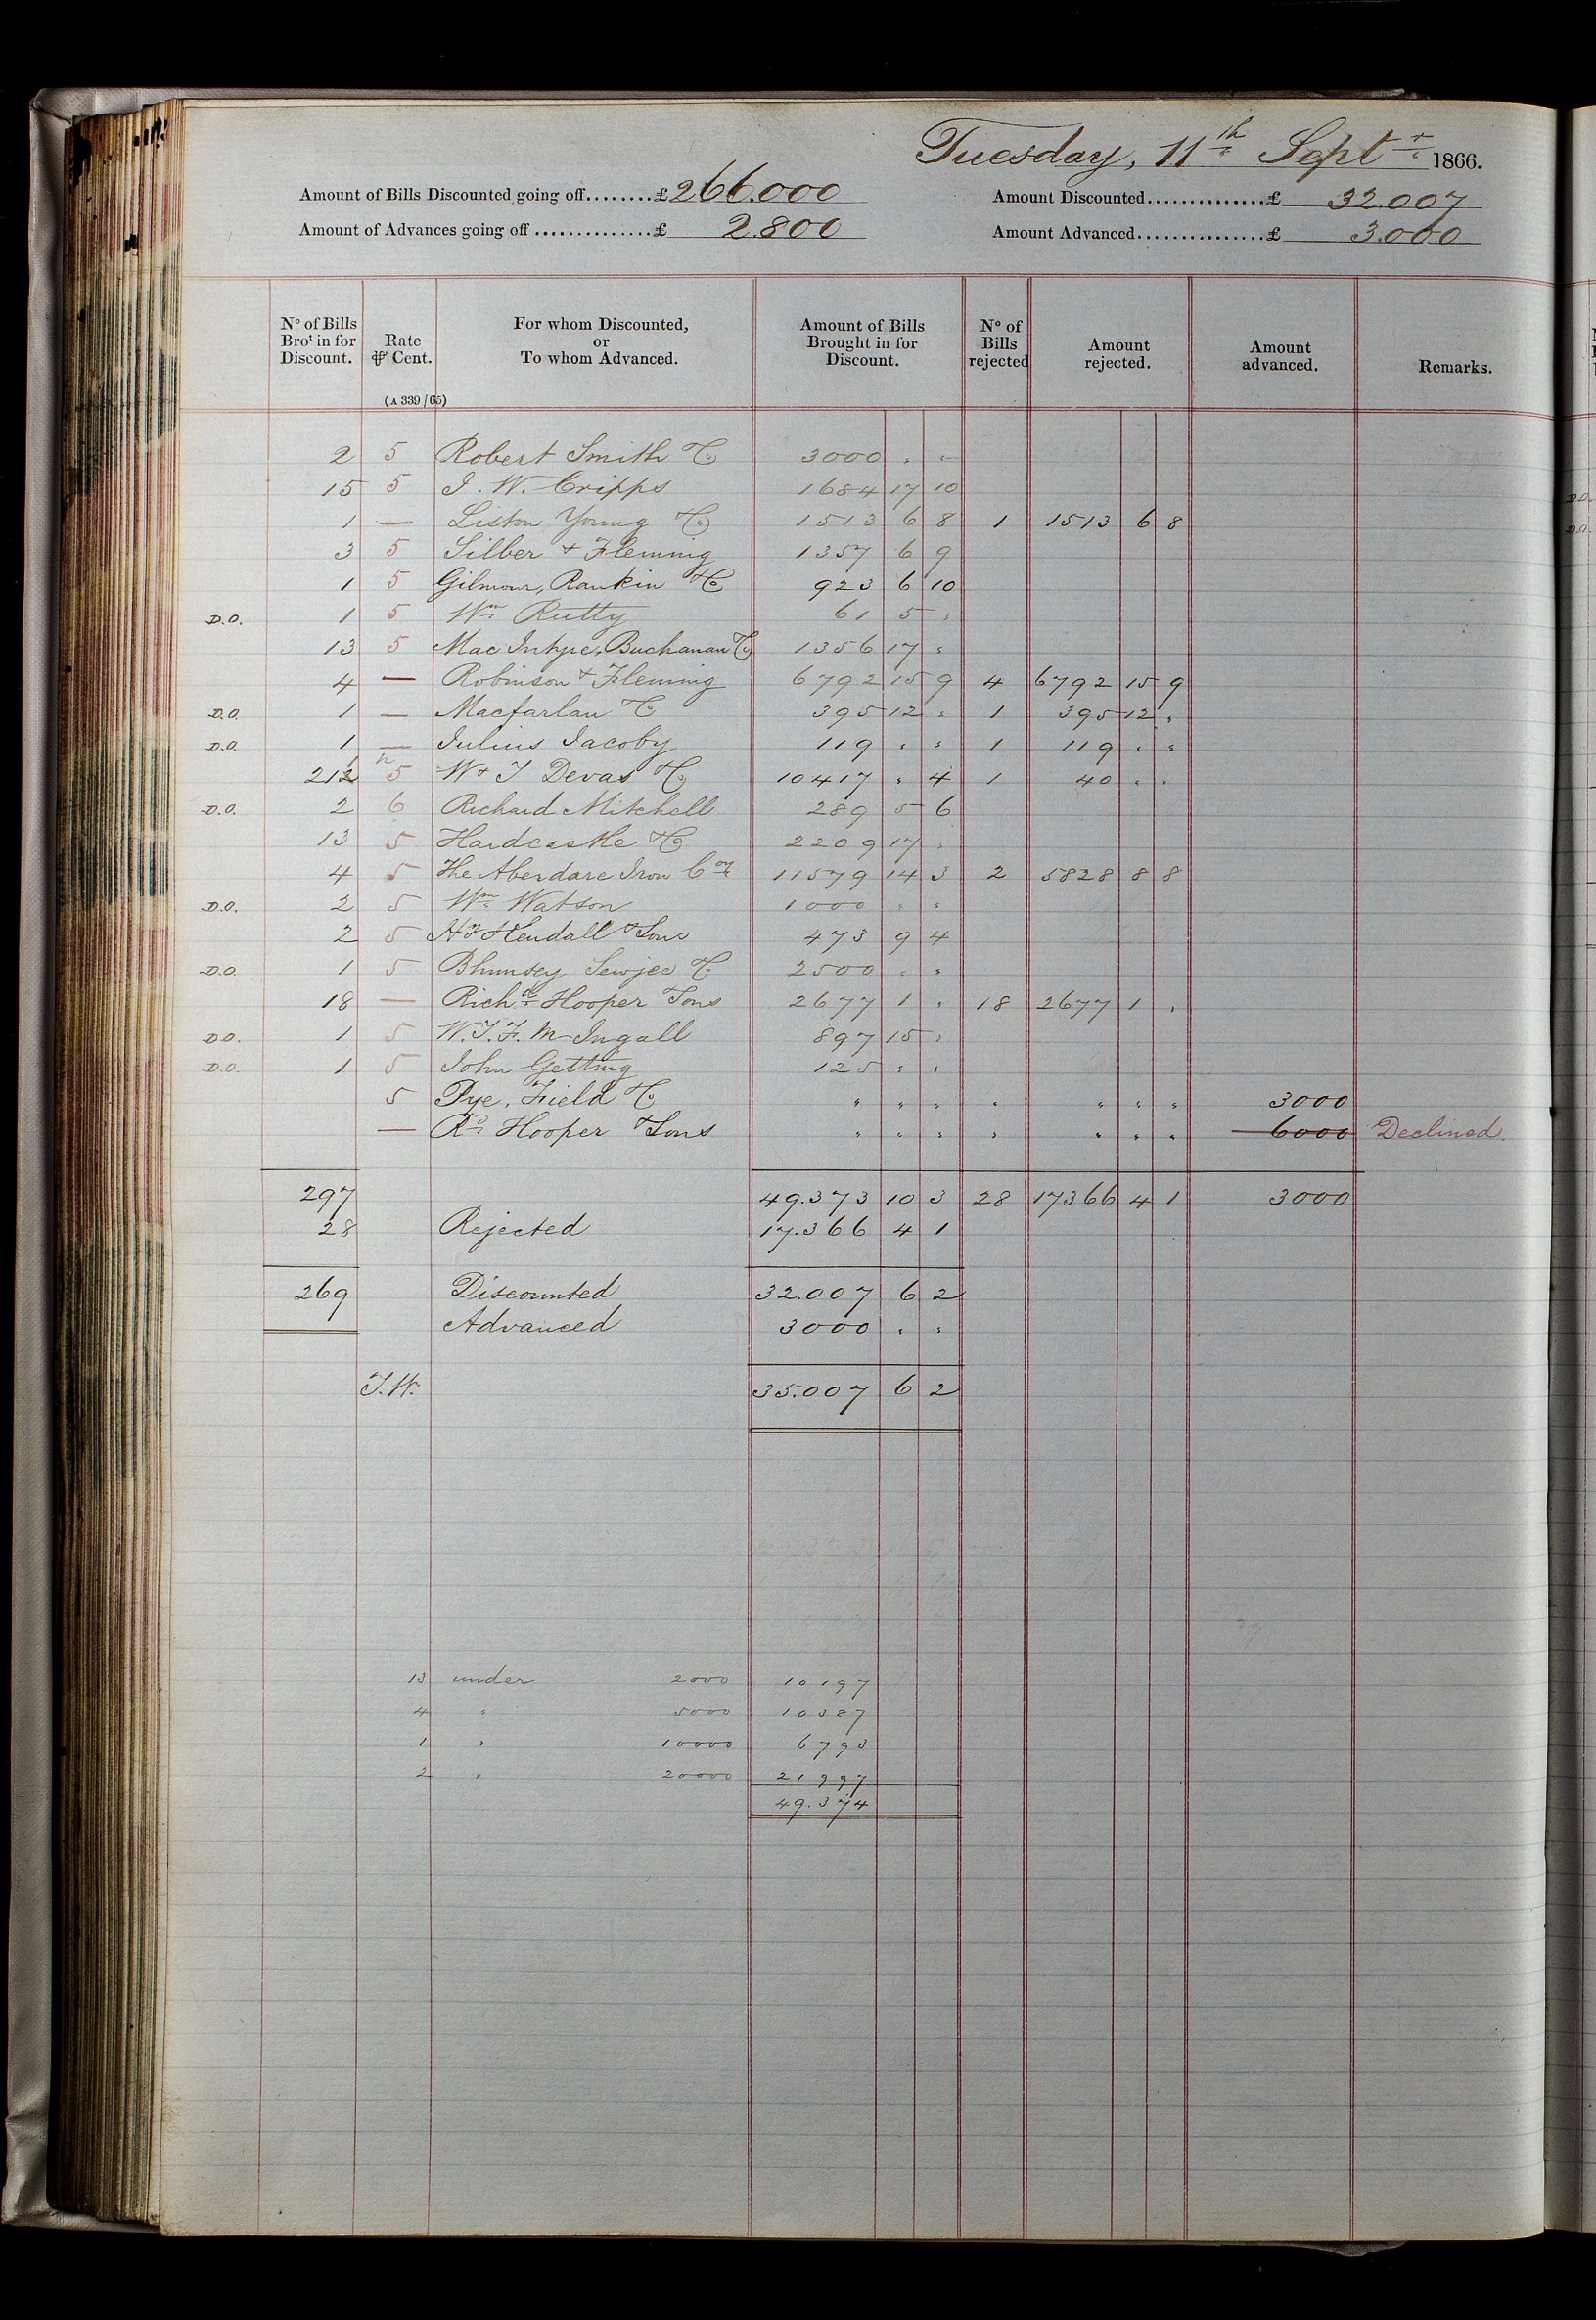 Tuesday, 11th Septr 1866.
Amount of Bills Discounted going off........£266.000 Amount Discounted..............£ 32.007
Amount of Advances going off..............£ 2.800 Amount Advanced...............£ 3.000
No of Bills Brot in for Discount. Rate ⅌ Cent. (A 339/65) For whom Discounted, or To whom Advanced. Amount of Bills Brought in for Discount. No of Bills rejected Amount rejected. Amount advanced. Remarks.
2 5 Robert Smith & Co 3000 " "
15 5 J. W. Cripps 1684 17 10
1 — Liston Young & Co 1513 6 8 1 1513 6 8
3 5 Silber & Fleming 1357 6 9
1 5 Gilmour, Rankin & Co 923 6 10
D.O. 1 5 Wm Rutty 61 5 "
13 5 Mac Intyre, Buchanan & Co 1356 17 "
4 — Robinson & Fleming 6792 15 9 4 6792 15 9
D.O. 1 — Macfarlan & Co 395 12 " 1 395 12 "
D.O. 1 — Julius Jacoby 119 " " 1 119 " "
212 5 W & T Devas & Co 10417 " 4 1 40 " "
D.O. 2 6 Richard Mitchell 289 5 6
13 5 Hardcastle & Co 2209 17 "
4 5 The Aberdare Iron Coy 11579 14 3 2 5828 8 8
D.O. 2 5 Wm Watson 1000 " "
2 5 Hy Kendall & Sons 473 9 4
D.O. 1 5 Bhimsey Sewjee & Co 2500 " "
18 — Richd Hooper & Sons 2677 1 " 18 2677 1 "
D.O. 1 5 W.T.F.M. Ingall 897 15 "
D.O. 1 5 John Getting 125 " "
5 Pye, Field & Co " " " " " " " 3000
— Rd Hooper & Sons " " " " " " " 6000 Declined.
297 49.373 10 3 28 17366 4 1 3000
28 Rejected 17.366 4 1
269 Discounted 32.007 6 2
Advanced 3000 " "
T.W. 35.007 6 2
13 under 2000 10197
4 " 5000 10387
1 " 10000 6793
2 " 20000 21997
49.374